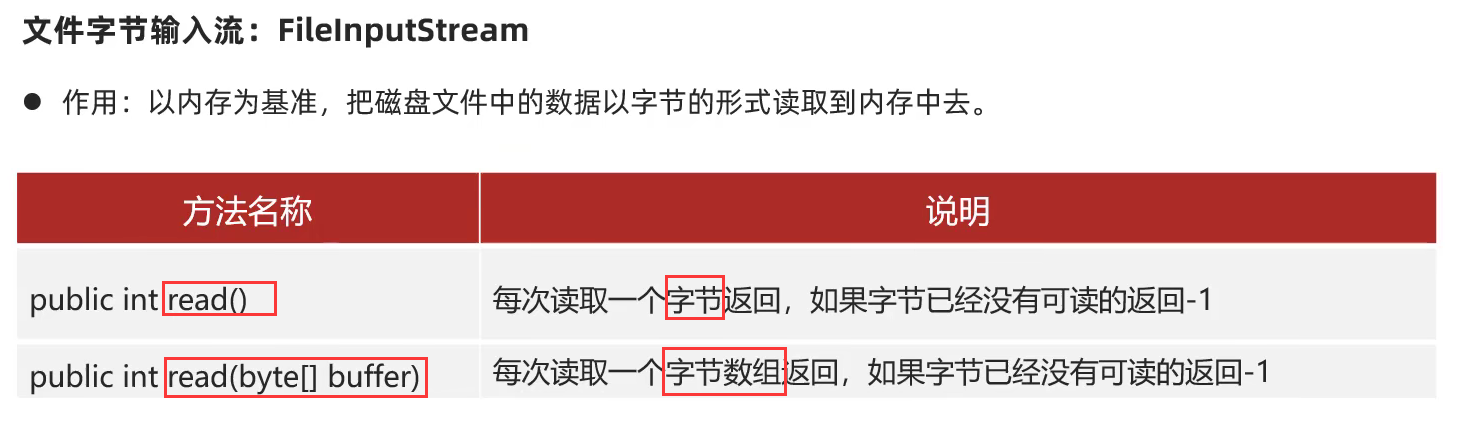 文件字节输入流：FileInputStream
● 作用：以内存为基准，把磁盘文件中的数据以字节的形式读取到内存中去。
方法名称 说明
public int read() 每次读取一个字节返回，如果字节已经没有可读的返回-1
public int read(byte[] buffer) 每次读取一个字节数组返回，如果字节已经没有可读的返回-1